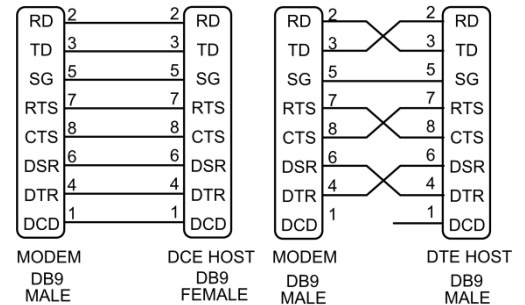 RD 2 2 RD RD 2 2 RD
TD 3 3 TD TD 3 3 TD
SG 5 5 SG SG 5 5 SG
RTS 7 7 RTS RTS 7 7 RTS
CTS 8 8 CTS CTS 8 8 CTS
DSR 6 6 DSR DSR 6 6 DSR
DTR 4 4 DTR DTR 4 4 DTR
DCD 1 1 DCD DCD 1 1 DCD
MODEM DCE HOST MODEM DTE HOST
DB9 DB9 DB9 DB9
MALE FEMALE MALE MALE